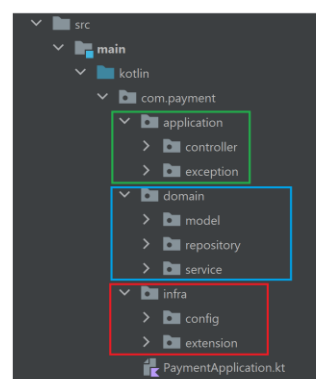 src
main
kotlin
com.payment
application
controller
exception
domain
model
repository
service
infra
config
extension
PaymentApplication.kt